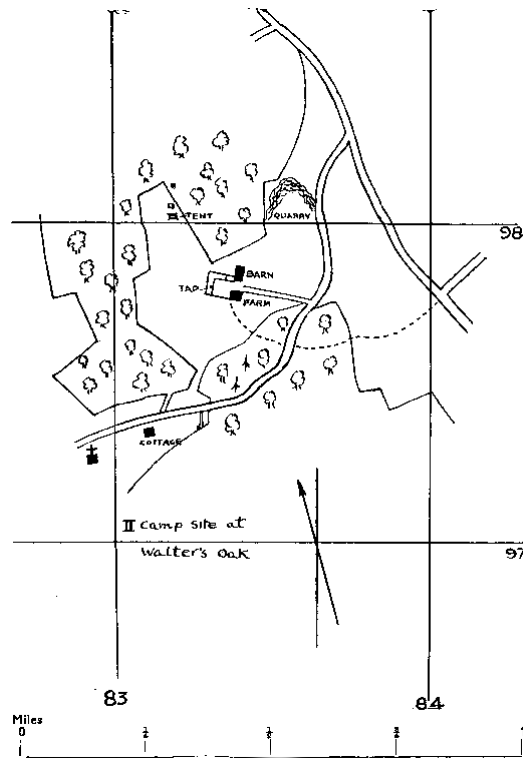 QUARRY
TENT
98
BARN
TAP
FARM
COTTAGE
II Camp Site at
Walter's Oak
97
83
84
Miles
0